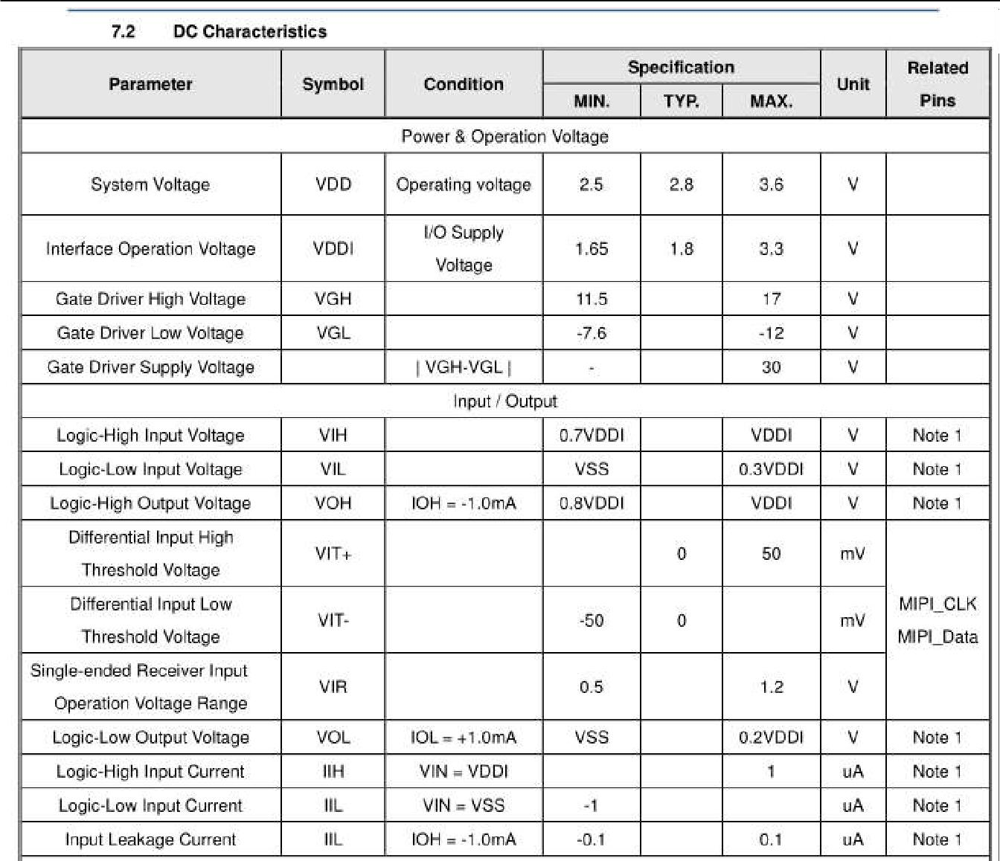 7.2 DC Characteristics
Parameter Symbol Condition Specification Unit Related Pins
MIN. TYP. MAX.
Power & Operation Voltage
System Voltage VDD Operating voltage 2.5 2.8 3.6 V
Interface Operation Voltage VDDI I/O Supply Voltage 1.65 1.8 3.3 V
Gate Driver High Voltage VGH 11.5 17 V
Gate Driver Low Voltage VGL -7.6 -12 V
Gate Driver Supply Voltage | VGH-VGL | - 30 V
Input / Output
Logic-High Input Voltage VIH 0.7VDDI VDDI V Note 1
Logic-Low Input Voltage VIL VSS 0.3VDDI V Note 1
Logic-High Output Voltage VOH IOH = -1.0mA 0.8VDDI VDDI V Note 1
Differential Input High Threshold Voltage VIT+ 0 50 mV
Differential Input Low Threshold Voltage VIT- -50 0 mV MIPI_CLK MIPI_Data
Single-ended Receiver Input Operation Voltage Range VIR 0.5 1.2 V
Logic-Low Output Voltage VOL IOL = +1.0mA VSS 0.2VDDI V Note 1
Logic-High Input Current IIH VIN = VDDI 1 uA Note 1
Logic-Low Input Current IIL VIN = VSS -1 uA Note 1
Input Leakage Current IIL IOH = -1.0mA -0.1 0.1 uA Note 1